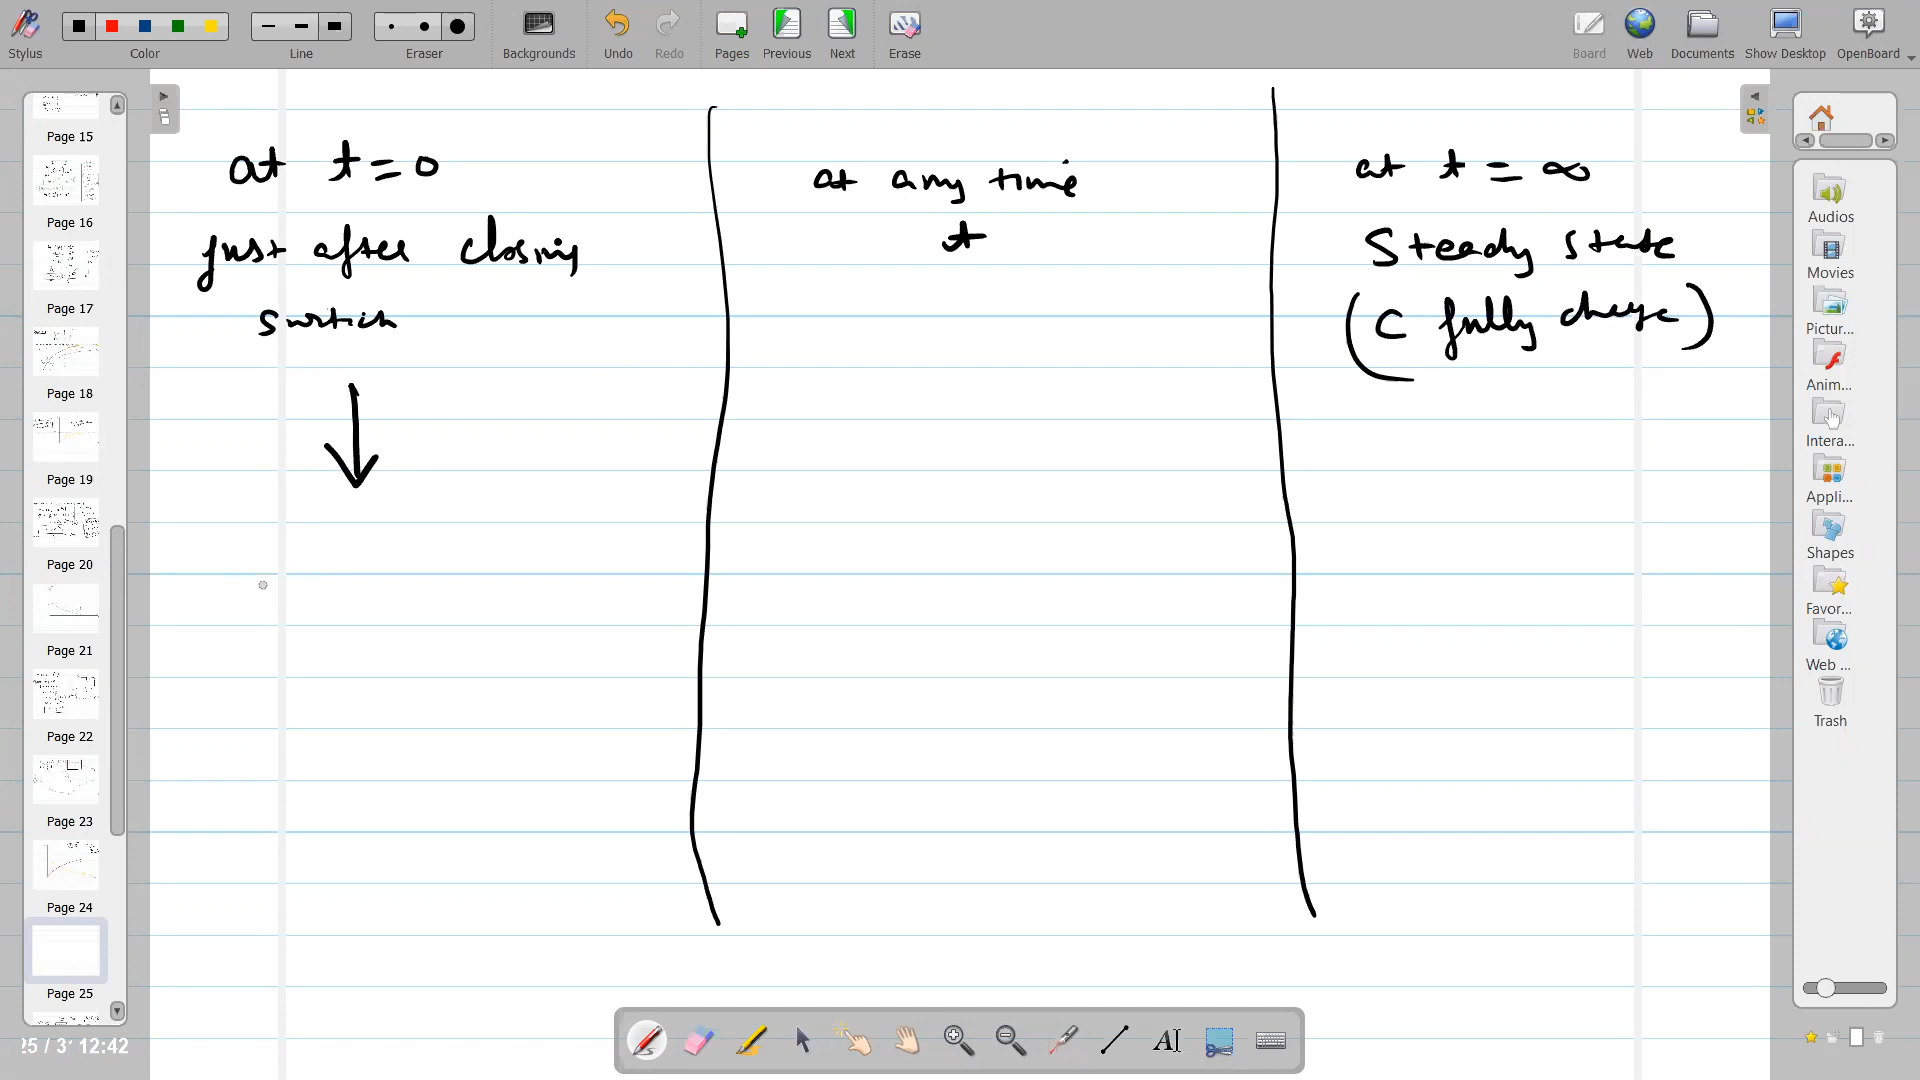 Stylus
Color
Line
Eraser
Backgrounds
Undo
Redo
Pages
Previous
Next
Erase
Board
Web
Documents
Show Desktop
OpenBoard
Page 15
Page 16
Page 17
Page 18
Page 19
Page 20
Page 21
Page 22
Page 23
Page 24
Page 25
25 / 3
12:42
at t = 0
just after closing
switch
at any time
t
at t = ∞
Steady state
(C fully charge)
Audios
Movies
Pictur...
Anim...
Intera...
Appli...
Shapes
Favor...
Web ...
Trash